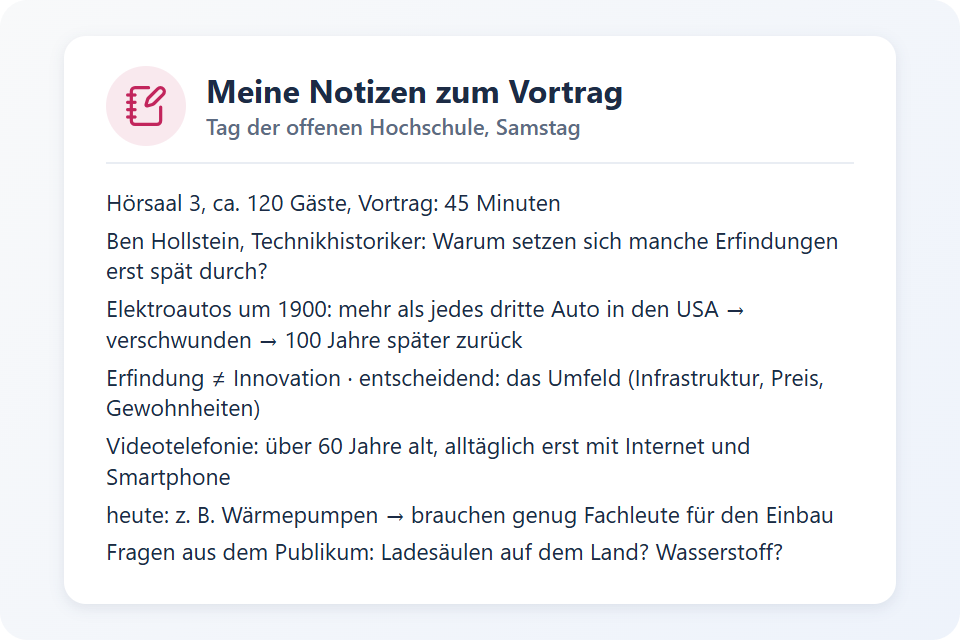 Meine Notizen zum Vortrag
Tag der offenen Hochschule, Samstag
Hörsaal 3, ca. 120 Gäste, Vortrag: 45 Minuten
Ben Hollstein, Technikhistoriker: Warum setzen sich manche Erfindungen
erst spät durch?
Elektroautos um 1900: mehr als jedes dritte Auto in den USA →
verschwunden → 100 Jahre später zurück
Erfindung ≠ Innovation · entscheidend: das Umfeld (Infrastruktur, Preis,
Gewohnheiten)
Videotelefonie: über 60 Jahre alt, alltäglich erst mit Internet und
Smartphone
heute: z. B. Wärmepumpen → brauchen genug Fachleute für den Einbau
Fragen aus dem Publikum: Ladesäulen auf dem Land? Wasserstoff?